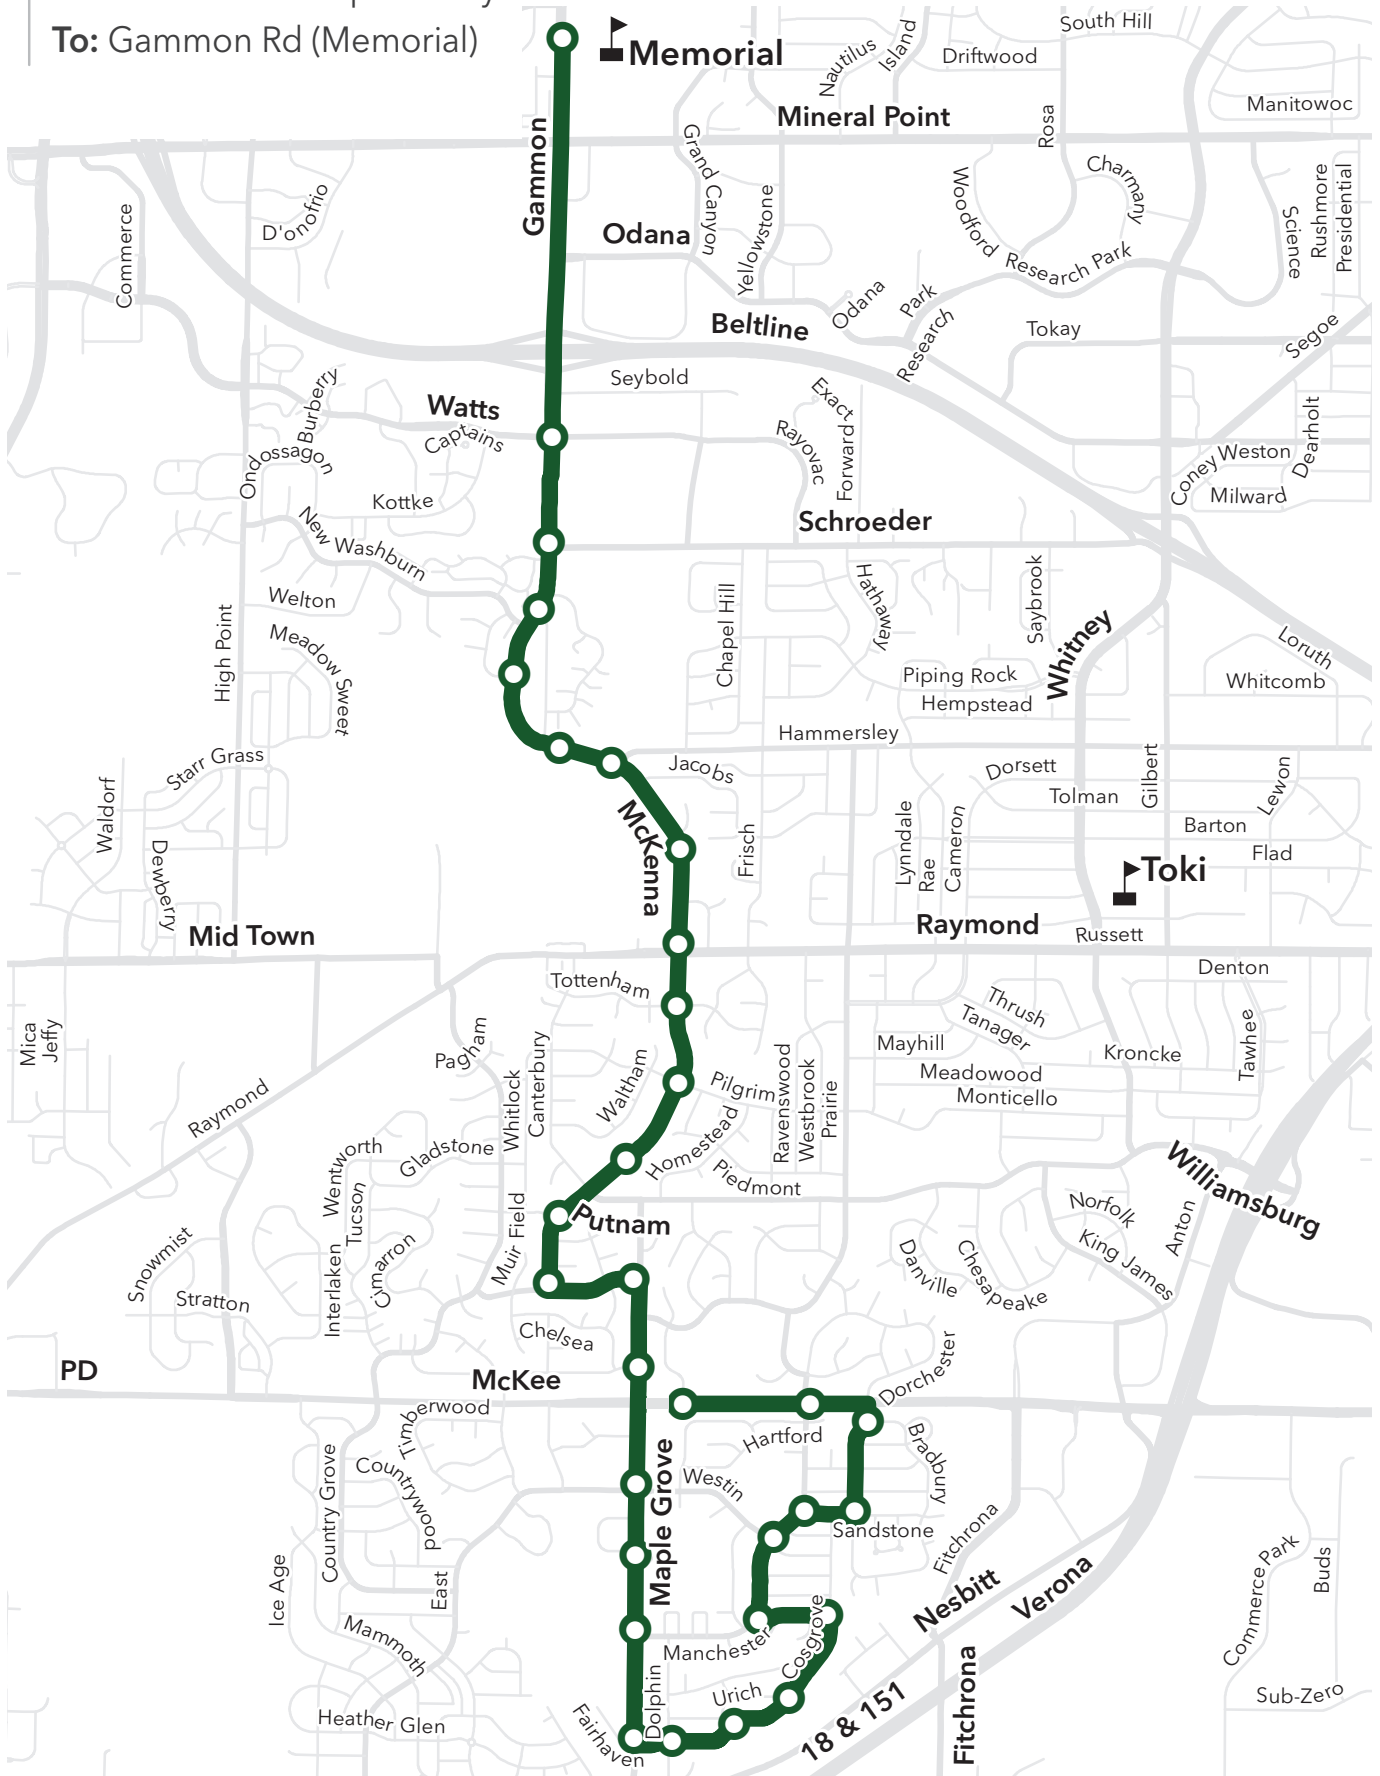 To: Gammon Rd (Memorial)
South Hill
Island
Nautilus
Driftwood
Memorial
Manitowoc
Mineral Point
Rosa
Gammon
Grand Canyon
Charmany
Woodford
Rushmore
Presidential
D'onofrio
Yellowstone
Commerce
Odana
Science
Research Park
Odana
Park
Research
Beltline
Tokay
Segoe
Seybold
Burberry
Exact
Watts
Captains
Rayovac
Forward
Dearholt
Ondossagon
Weston
Coney
Kottke
Milward
Schroeder
New Washburn
Hathaway
Saybrook
Chapel Hill
Welton
High Point
Whitney
Loruth
Meadow Sweet
Piping Rock
Whitcomb
Hempstead
Hammersley
Starr Grass
Jacobs
Dorsett
Gilbert
Lewon
Waldorf
Tolman
McKenna
Lynndale
Rae
Cameron
Barton
Frisch
Flad
Dewberry
Toki
Raymond
Mid Town
Russett
Denton
Tottenham
Thrush
Tanager
Mica
Jeffy
Pagham
Canterbury
Mayhill
Kroncke
Tawhee
Waltham
Whitlock
Pilgrim
Ravenswood
Westbrook
Prairie
Meadowood
Monticello
Raymond
Homestead
Wentworth
Gladstone
Williamsburg
Piedmont
Tucson
Muir Field
Putnam
Norfolk
Anton
Snowmist
Cimarron
Interlaken
King James
Danville
Chesapeake
Stratton
Chelsea
PD
McKee
Dorchester
Timberwood
Hartford
Bradbury
Country Grove
Countrywood
Westin
Maple Grove
Sandstone
Fitchrona
Ice Age
East
Nesbitt
Verona
Commerce Park
Buds
Mammoth
Manchester
Cosgrove
Dolphin
Urich
18 & 151
Fitchrona
Sub-Zero
Heather Glen
Fairhaven